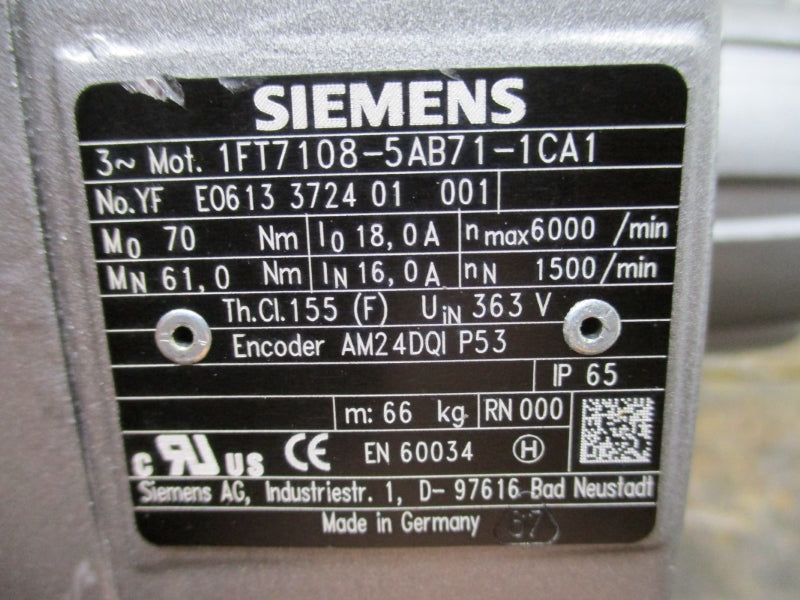 SIEMENS
3~ Mot. 1FT7108-5AB71-1CA1
No.YF E0613 3724 01 001
M0 70 Nm I0 18,0A nmax6000 /min
MN 61,0 Nm IN 16,0A nN 1500/min
Th.Cl.155 (F) UiN 363 V
Encoder AM24DQI P53
IP 65
m: 66 kg RN 000
c RU US CE EN 60034 H
Siemens AG, Industriestr. 1, D- 97616 Bad Neustadt
Made in Germany 67